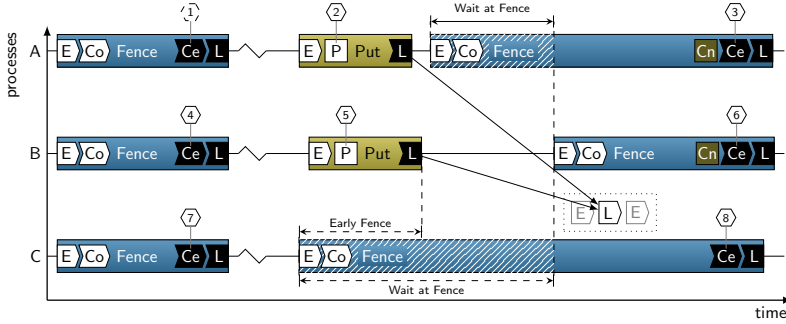 Wait at Fence
1 2 3
A E Co Fence Ce L E P Put L E Co Fence Cn Ce L
processes
4 5 6
B E Co Fence Ce L E P Put L E Co Fence Cn Ce L
E L E
7 Early Fence 8
C E Co Fence Ce L E Co Fence Ce L
Wait at Fence
time